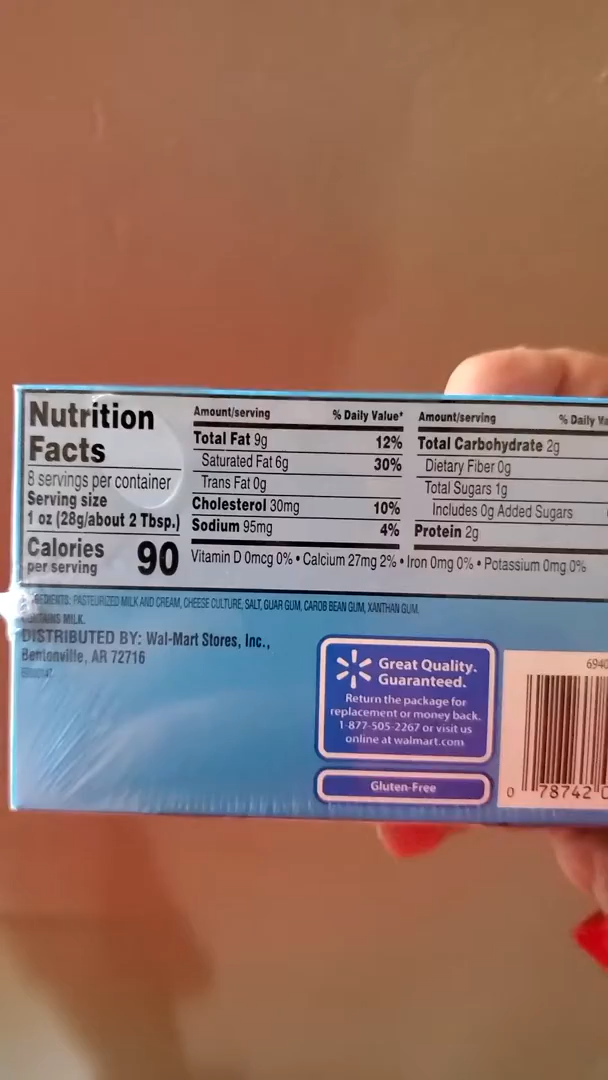 Nutrition
Facts
8 servings per container
Serving size
1 oz (28g/about 2 Tbsp.)
Calories
per serving
90
Amount/serving % Daily Value*
Total Fat 9g 12%
Saturated Fat 6g 30%
Trans Fat 0g
Cholesterol 30mg 10%
Sodium 95mg 4%
Amount/serving % Daily
Total Carbohydrate 2g
Dietary Fiber 0g
Total Sugars 1g
Includes 0g Added Sugars
Protein 2g
Vitamin D 0mcg 0% • Calcium 27mg 2% • Iron 0mg 0% • Potassium 0mg 0%
INGREDIENTS: PASTEURIZED MILK AND CREAM, CHEESE CULTURE, SALT, GUAR GUM, CAROB BEAN GUM, XANTHAN GUM.
CONTAINS MILK.
DISTRIBUTED BY: Wal-Mart Stores, Inc.,
Bentonville, AR 72716
Great Quality.
Guaranteed.
Return the package for
replacement or money back.
1-877-505-2267 or visit us
online at walmart.com
Gluten-Free
6940
0 78742